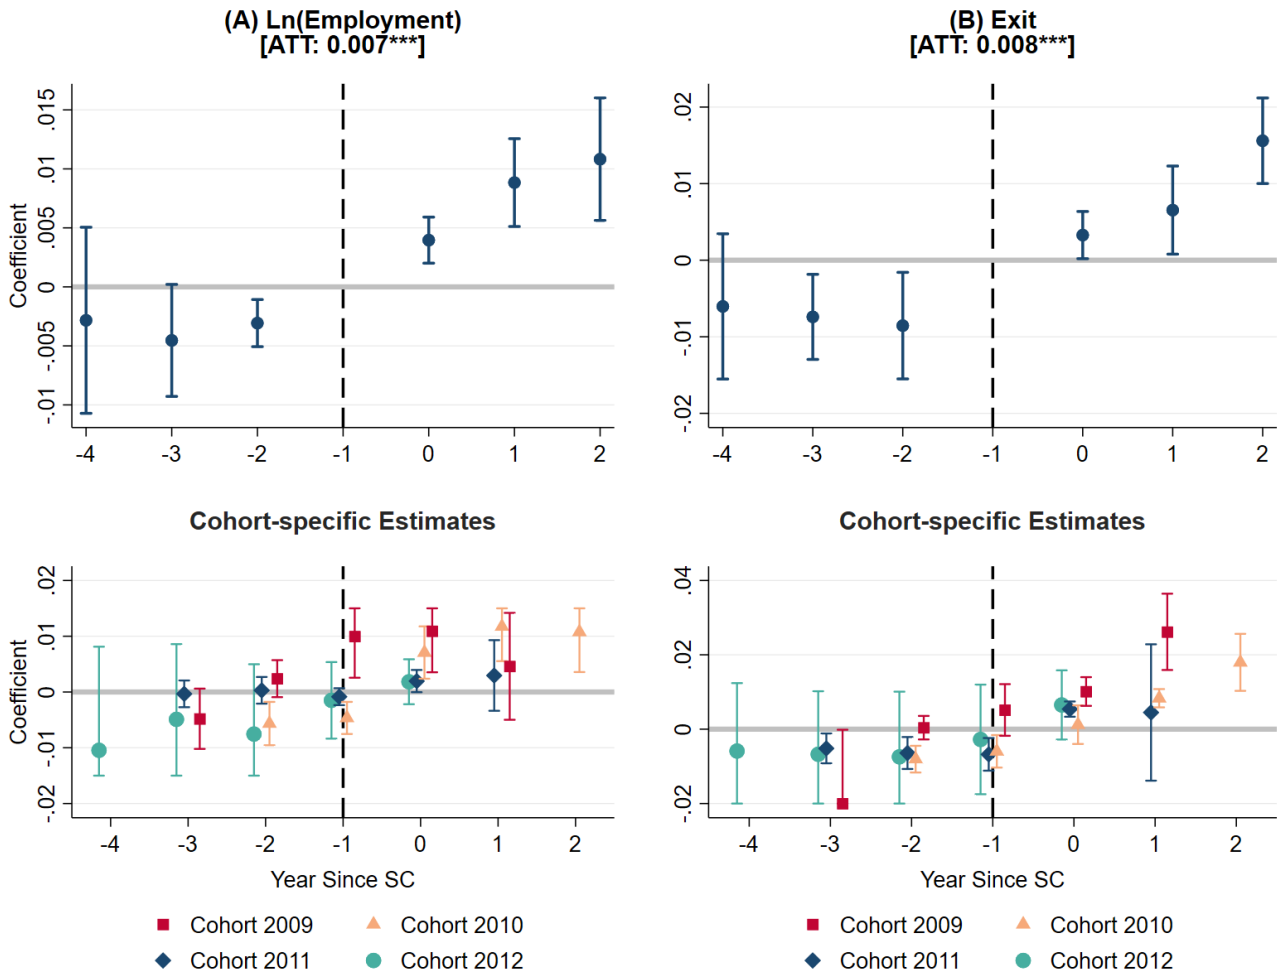 (A) Ln(Employment)
[ATT: 0.007***]
Coefficient
.015
.01
.005
0
-.005
-.01
-4 -3 -2 -1 0 1 2
(B) Exit
[ATT: 0.008***]
.02
.01
0
-.01
-.02
-4 -3 -2 -1 0 1 2
Cohort-specific Estimates
Coefficient
.02
.01
0
-.01
-.02
-4 -3 -2 -1 0 1 2
Year Since SC
Cohort 2009 Cohort 2010
Cohort 2011 Cohort 2012
Cohort-specific Estimates
.04
.02
0
-.02
-4 -3 -2 -1 0 1 2
Year Since SC
Cohort 2009 Cohort 2010
Cohort 2011 Cohort 2012